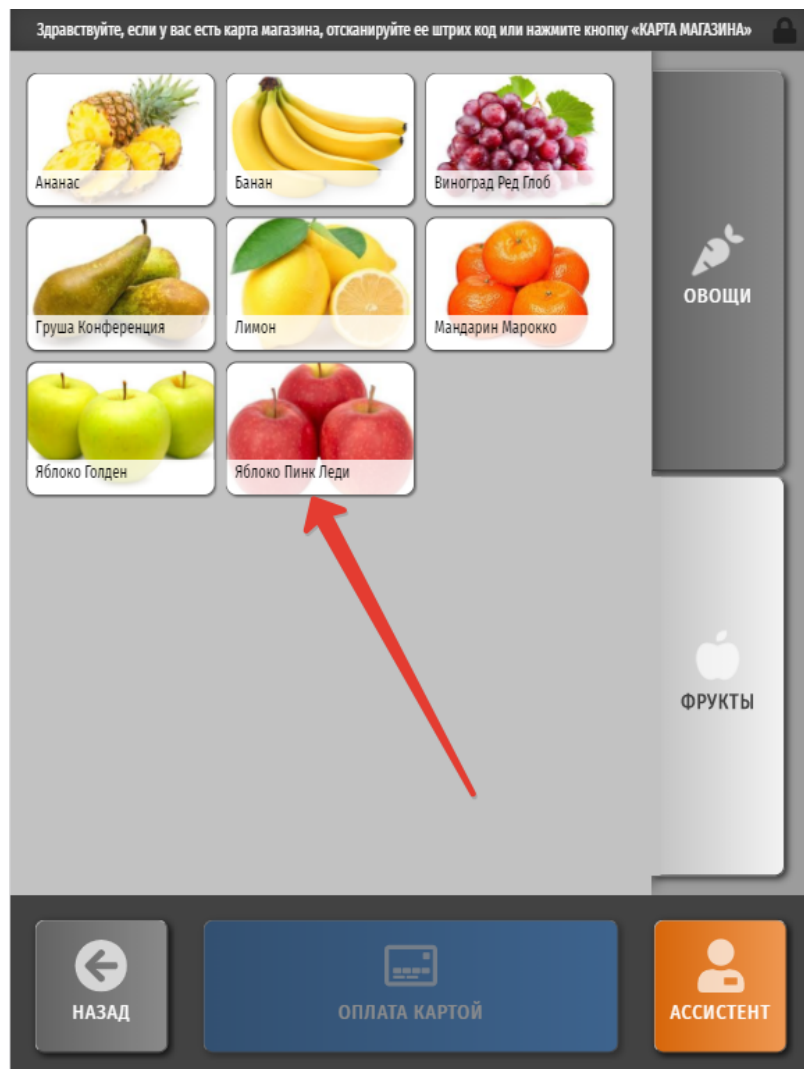 Здравствуйте, если у вас есть карта магазина, отсканируйте ее штрих код или нажмите кнопку «КАРТА МАГАЗИНА»
Ананас
Банан
Виноград Ред Глоб
Груша Конференция
Лимон
Мандарин Марокко
Яблоко Голден
Яблоко Пинк Леди
ОВОЩИ
ФРУКТЫ
НАЗАД
ОПЛАТА КАРТОЙ
АССИСТЕНТ